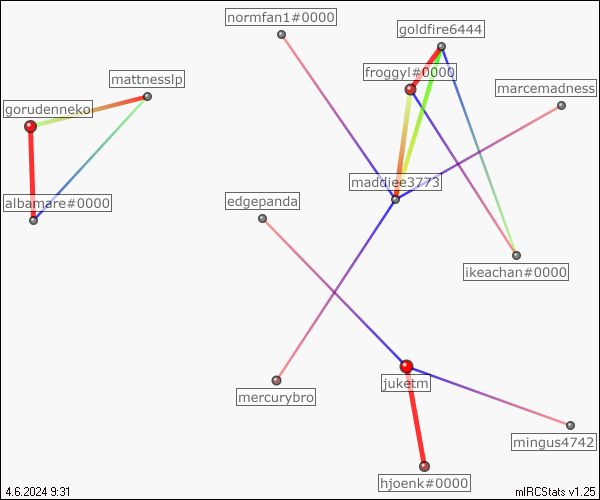 normfan1#0000
goldfire6444
froggyl#0000
mattnesslp
marcemadness
gorudenneko
maddiee3773
albamare#0000
edgepanda
ikeachan#0000
juketm
mercurybro
mingus4742
hjoenk#0000
4.6.2024 9:31
mIRCStats v1.25